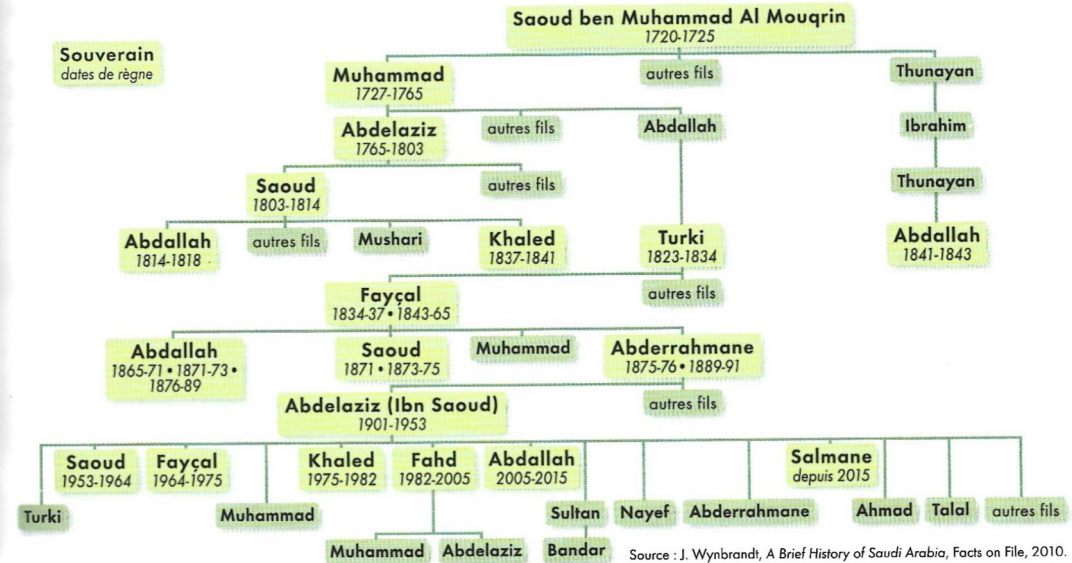 Saoud ben Muhammad Al Mouqrin
1720-1725
Souverain
dates de règne
Muhammad
1727-1765
autres fils
Thunayan
Abdelaziz
1765-1803
autres fils
Abdallah
Ibrahim
Saoud
1803-1814
autres fils
Thunayan
Abdallah
1814-1818
autres fils
Mushari
Khaled
1837-1841
Turki
1823-1834
Abdallah
1841-1843
Fayçal
1834-37 • 1843-65
autres fils
Abdallah
1865-71 • 1871-73 •
1876-89
Saoud
1871 • 1873-75
Muhammad
Abderrahmane
1875-76 • 1889-91
Abdelaziz (Ibn Saoud)
1901-1953
autres fils
Saoud
1953-1964
Fayçal
1964-1975
Khaled
1975-1982
Fahd
1982-2005
Abdallah
2005-2015
Salmane
depuis 2015
Turki
Muhammad
Sultan
Nayef
Abderrahmane
Ahmad
Talal
autres fils
Muhammad
Abdelaziz
Bandar
Source : J. Wynbrandt, A Brief History of Saudi Arabia, Facts on File, 2010.